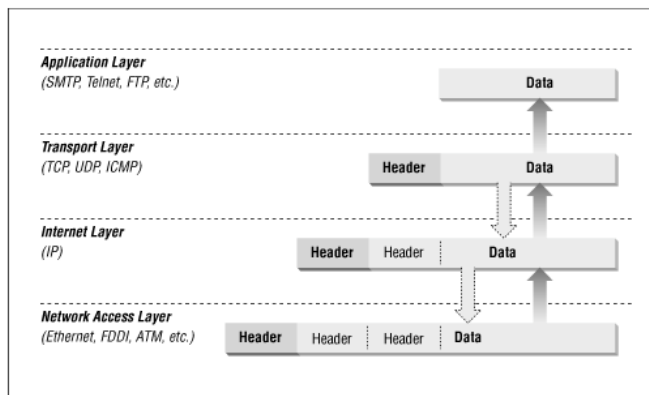 Application Layer
(SMTP, Telnet, FTP, etc.)
Data
Transport Layer
(TCP, UDP, ICMP)
Header Data
Internet Layer
(IP)
Header Header Data
Network Access Layer
(Ethernet, FDDI, ATM, etc.)
Header Header Header Data